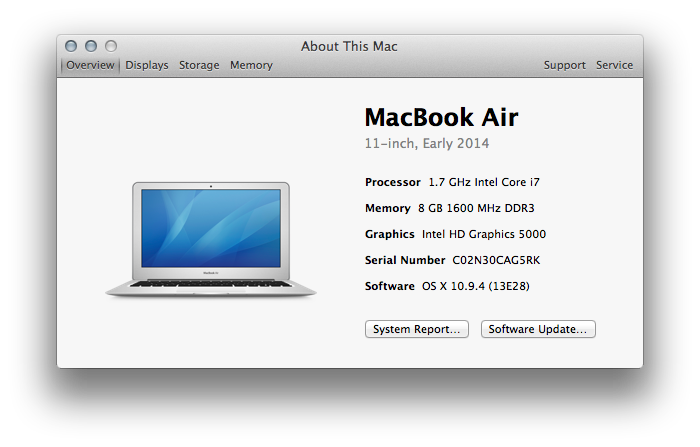 About This Mac
Overview Displays Storage Memory Support Service
MacBook Air
11-inch, Early 2014
Processor 1.7 GHz Intel Core i7
Memory 8 GB 1600 MHz DDR3
Graphics Intel HD Graphics 5000
Serial Number C02N30CAG5RK
Software OS X 10.9.4 (13E28)
System Report... Software Update...
MacBook Air